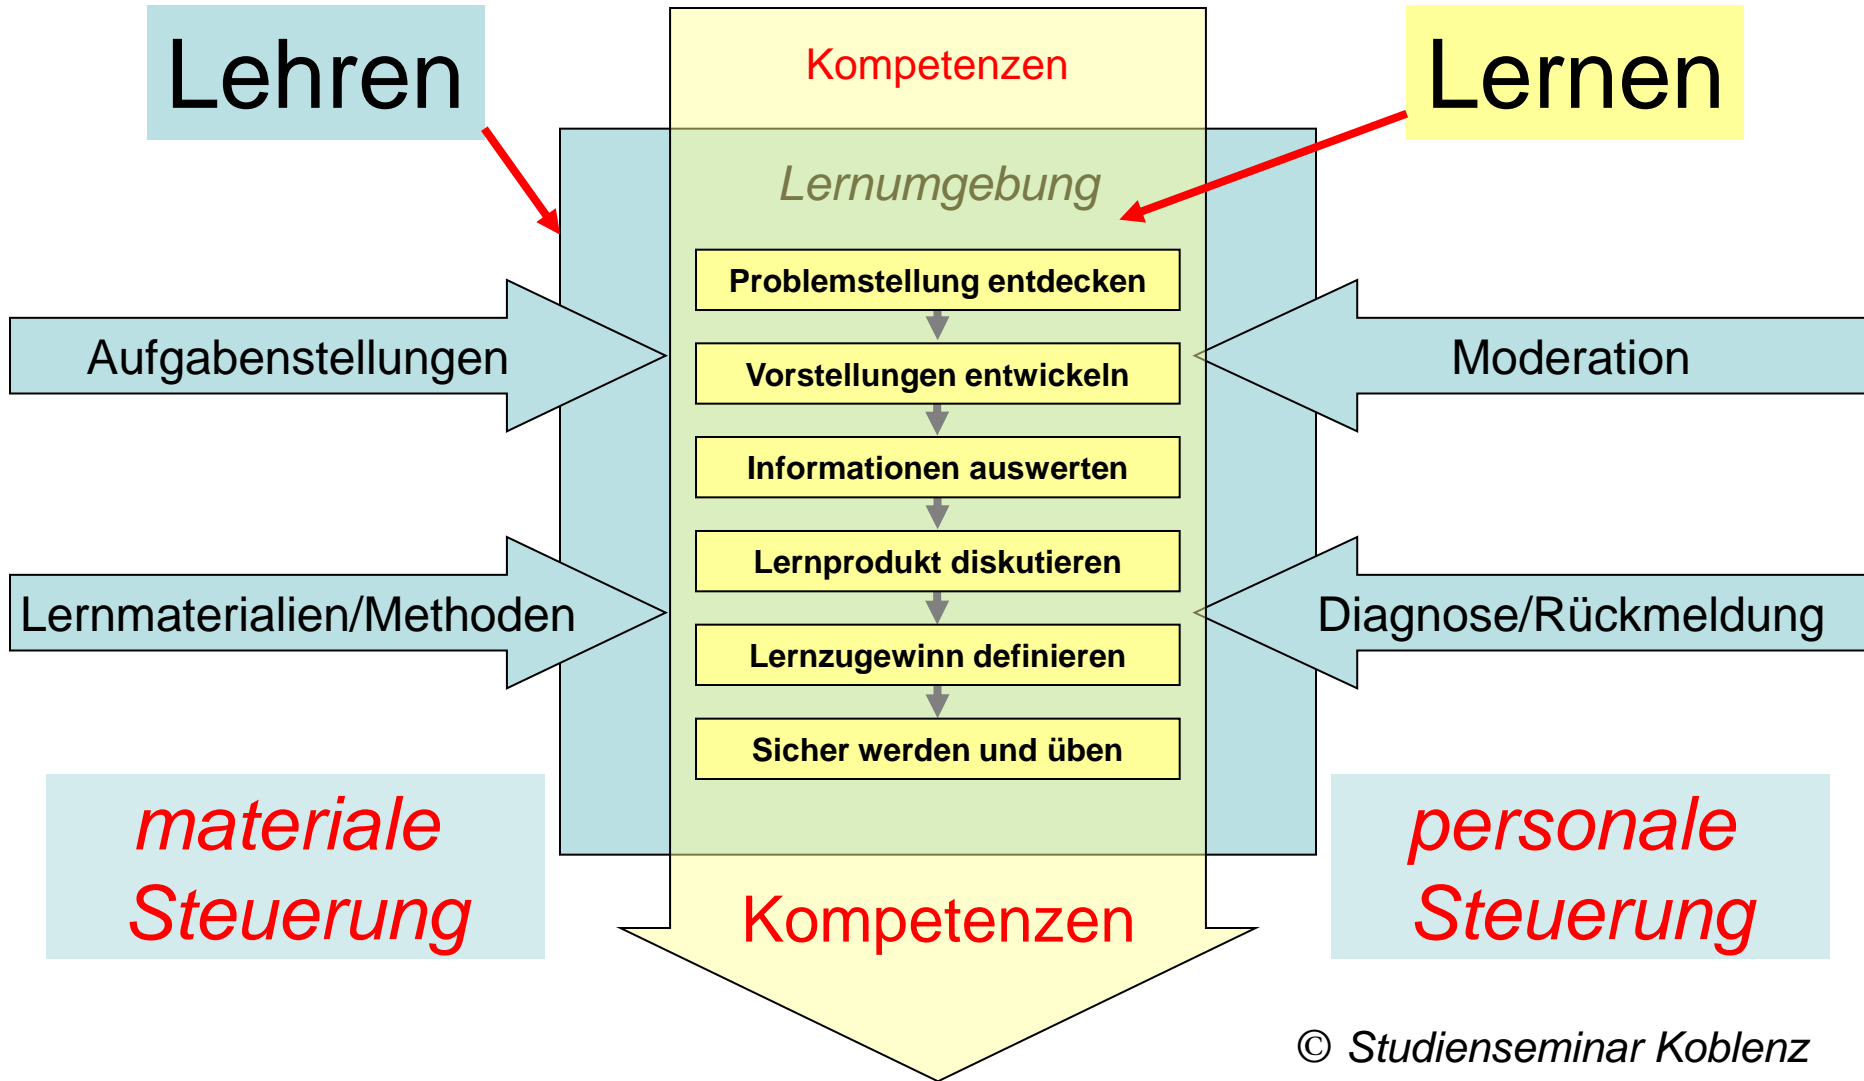 Lehren
Kompetenzen
Lernen
Lernumgebung
Problemstellung entdecken
Aufgabenstellungen
Moderation
Vorstellungen entwickeln
Informationen auswerten
Lernprodukt diskutieren
Lernmaterialien/Methoden
Diagnose/Rückmeldung
Lernzugewinn definieren
Sicher werden und üben
materiale
Steuerung
personale
Steuerung
Kompetenzen
© Studienseminar Koblenz